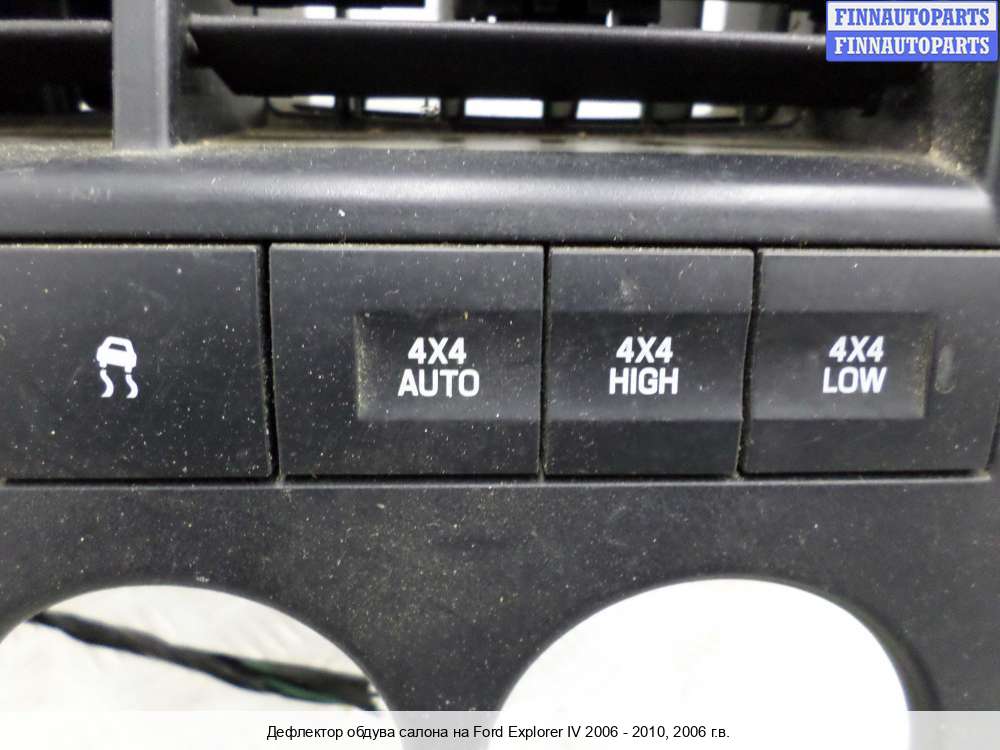 FINNAUTOPARTS
FINNAUTOPARTS
4X4 AUTO
4X4 HIGH
4X4 LOW
Дефлектор обдува салона на Ford Explorer IV 2006 - 2010, 2006 г.в.